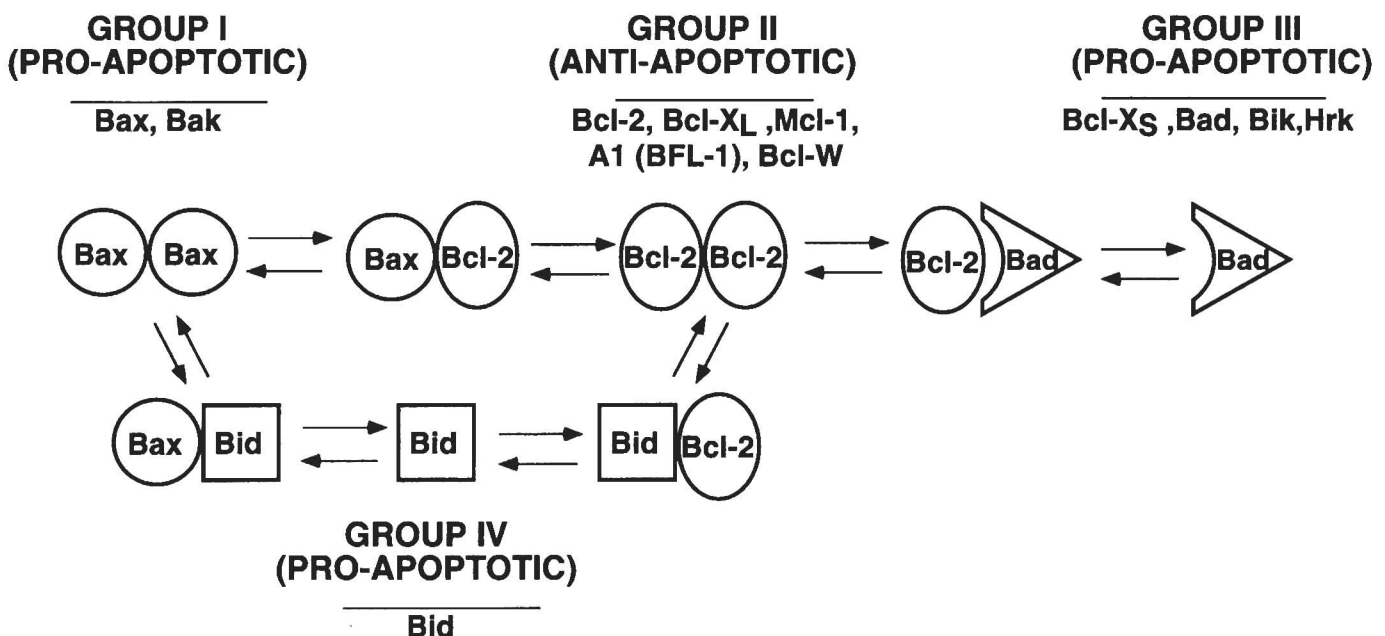 GROUP I
(PRO-APOPTOTIC)
Bax, Bak
GROUP II
(ANTI-APOPTOTIC)
Bcl-2, Bcl-XL ,Mcl-1,
A1 (BFL-1), Bcl-W
GROUP III
(PRO-APOPTOTIC)
Bcl-XS ,Bad, Bik,Hrk
Bax Bax
Bax Bcl-2
Bcl-2 Bcl-2
Bcl-2 Bad
Bad
Bax Bid
Bid
Bid Bcl-2
GROUP IV
(PRO-APOPTOTIC)
Bid